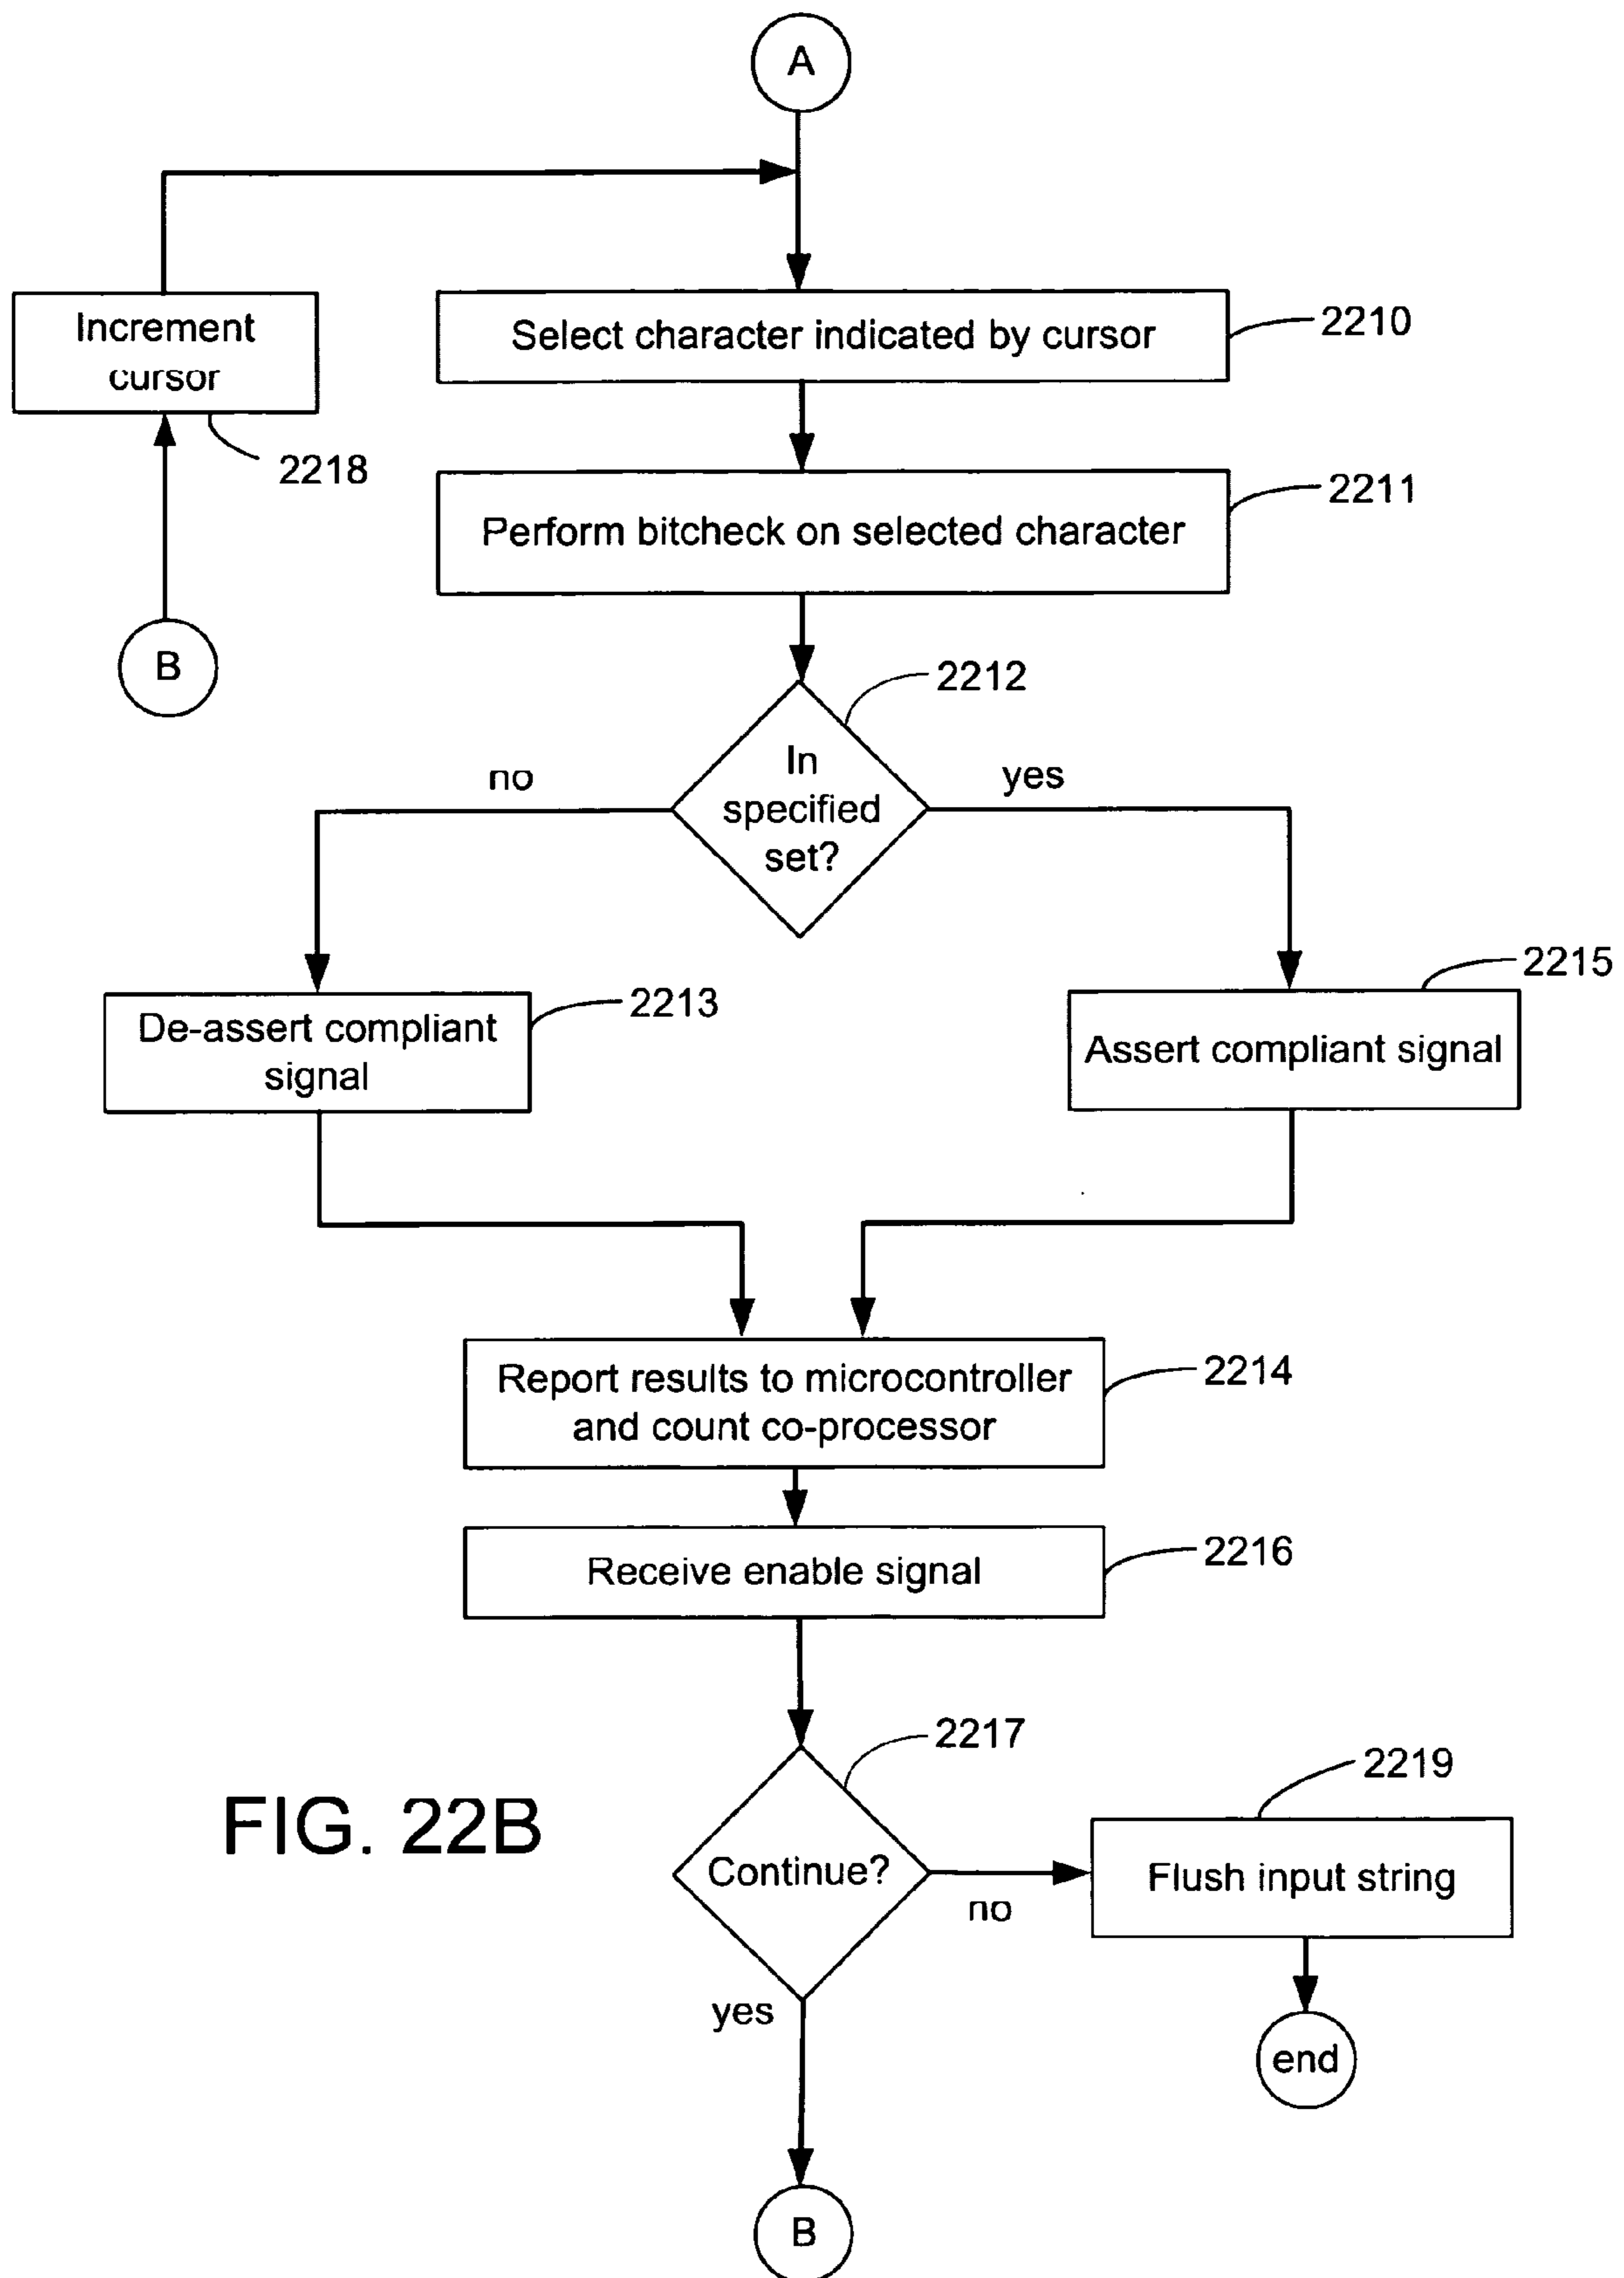 A
Increment
cursor
2218
Select character indicated by cursor
2210
Perform bitcheck on selected character
2211
B
2212
In
specified
set?
no
yes
De-assert compliant
signal
2213
Assert compliant signal
2215
Report results to microcontroller
and count co-processor
2214
Receive enable signal
2216
2217
Continue?
no
yes
2219
Flush input string
end
B
FIG. 22B